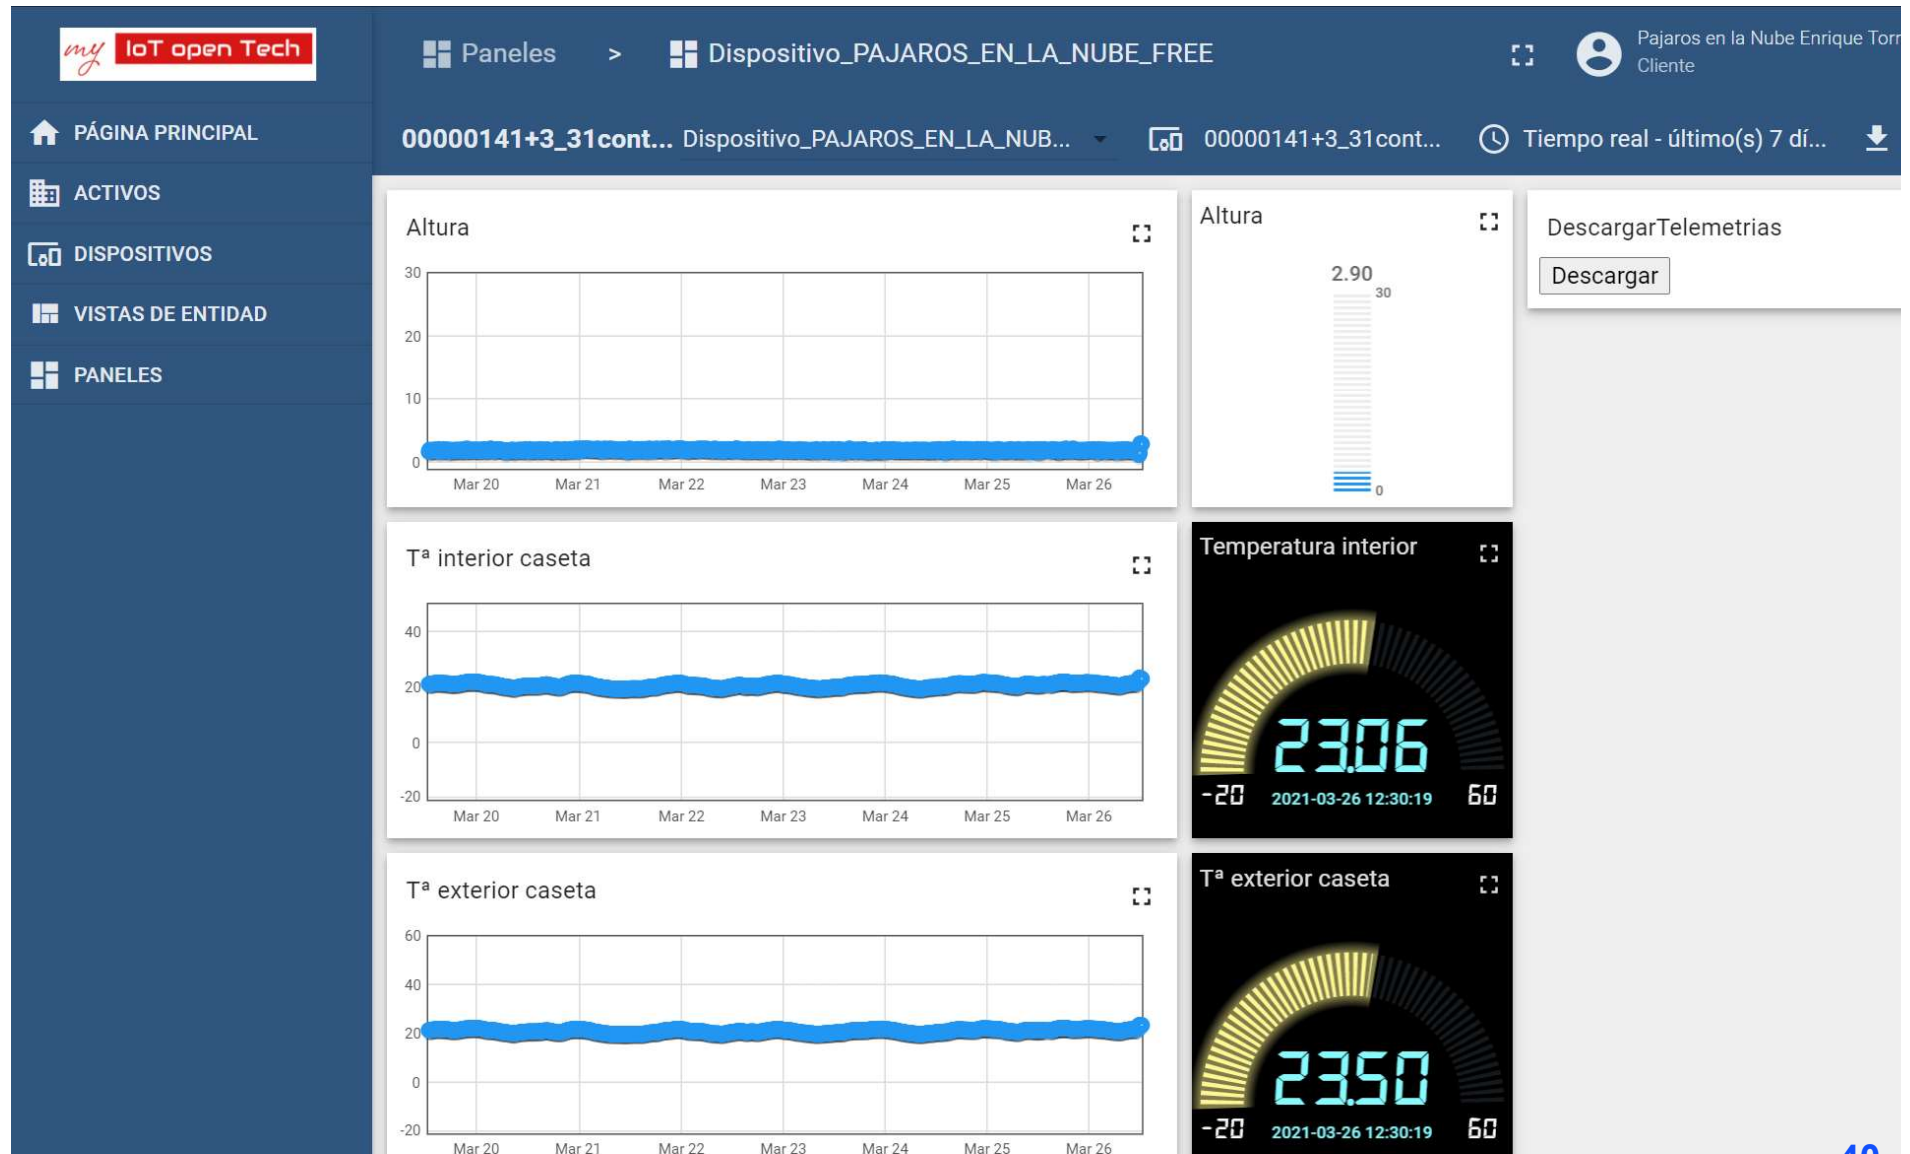 my IoT open Tech
Paneles > Dispositivo_PAJAROS_EN_LA_NUBE_FREE
Pajaros en la Nube Enrique Torr
Cliente
PÁGINA PRINCIPAL
ACTIVOS
DISPOSITIVOS
VISTAS DE ENTIDAD
PANELES
00000141+3_31cont... Dispositivo_PAJAROS_EN_LA_NUB... 00000141+3_31cont... Tiempo real - último(s) 7 dí...
Altura
30
20
10
0
Mar 20 Mar 21 Mar 22 Mar 23 Mar 24 Mar 25 Mar 26
Altura
2.90
30
0
DescargarTelemetrias
Descargar
Tª interior caseta
40
20
0
-20
Mar 20 Mar 21 Mar 22 Mar 23 Mar 24 Mar 25 Mar 26
Temperatura interior
23.06
-20 2021-03-26 12:30:19 60
Tª exterior caseta
60
40
20
0
-20
Mar 20 Mar 21 Mar 22 Mar 23 Mar 24 Mar 25 Mar 26
Tª exterior caseta
23.50
-20 2021-03-26 12:30:19 60